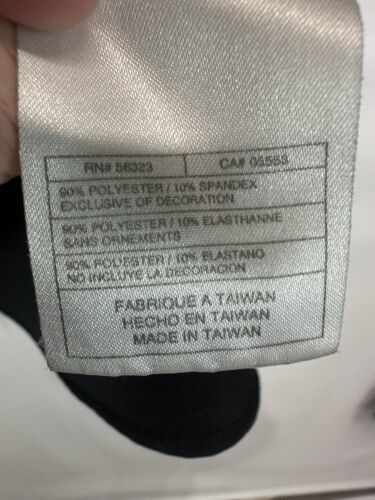 RN# 56323 CA# 05553
90% POLYESTER / 10% SPANDEX
EXCLUSIVE OF DECORATION
90% POLYESTER / 10% ELASTHANNE
SANS ORNEMENTS
90% POLYESTER / 10% ELASTANO
NO INCLUYE LA DECORACION
FABRIQUE A TAIWAN
HECHO EN TAIWAN
MADE IN TAIWAN